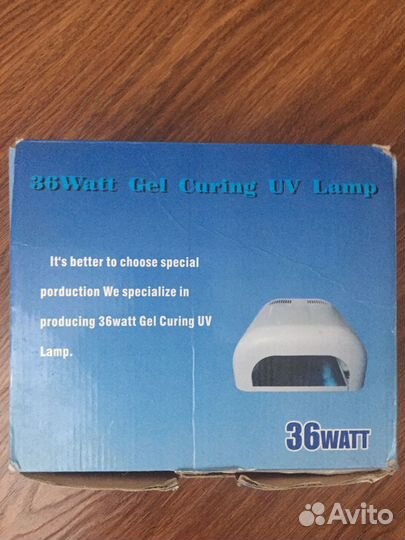 36Watt Gel Curing UV Lamp
It's better to choose special
porduction We specialize in
producing 36watt Gel Curing UV
Lamp.
36WATT
Avito